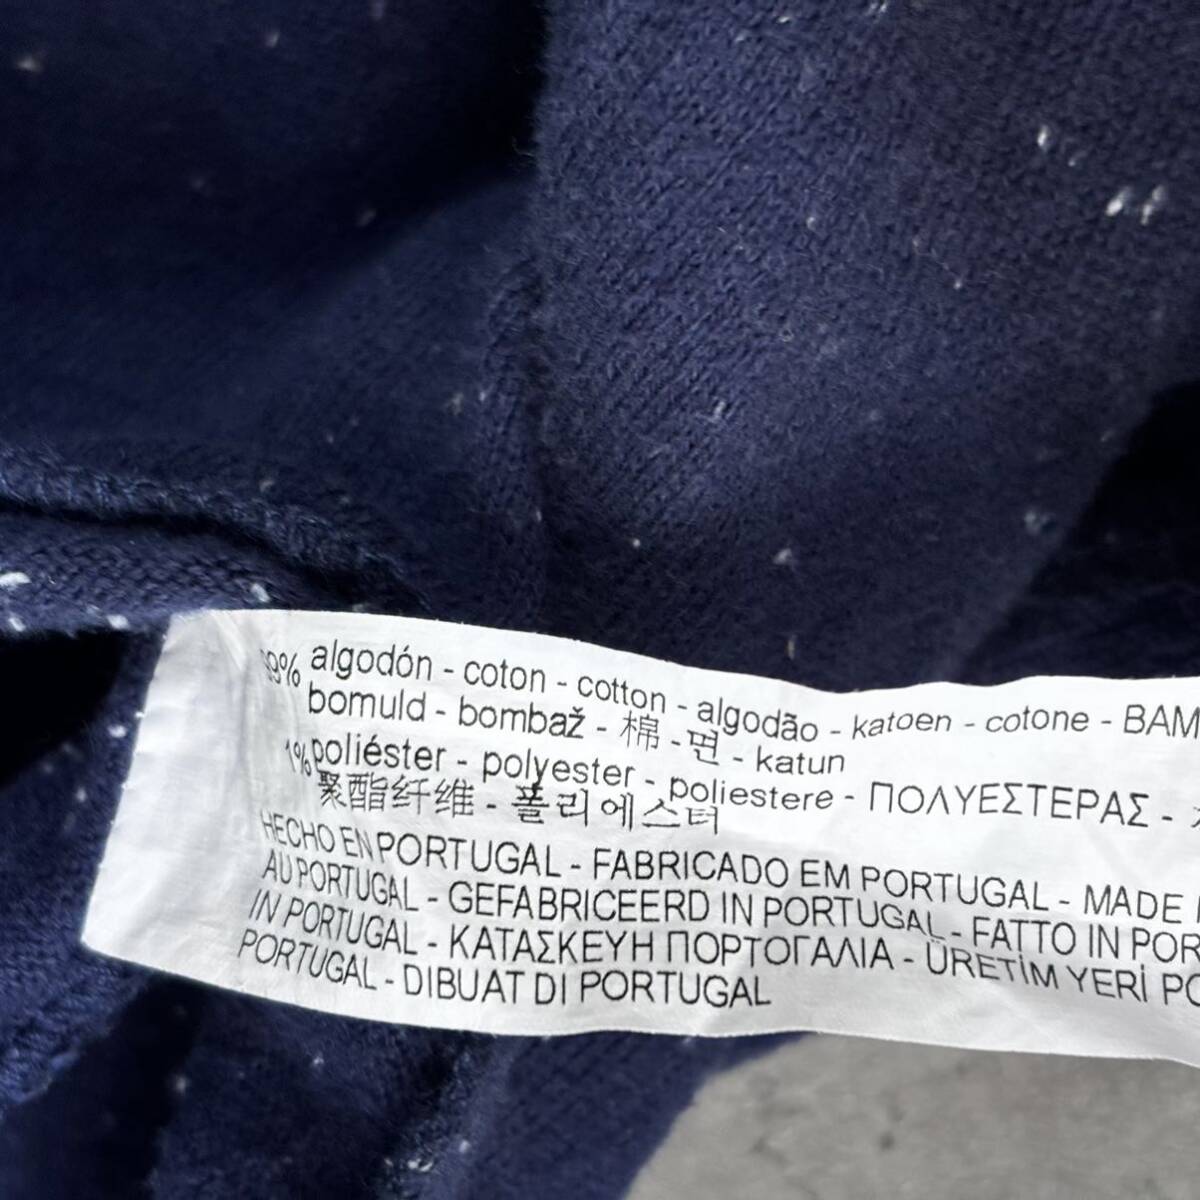 99% algodón - coton - cotton - algodão - katoen - cotone - BAM
bomuld - bombaž - 棉 - 면 - katun
1% poliéster - polyester - poliestere - ΠΟΛΥΕΣΤΕΡΑΣ -
聚酯纤维 - 폴리에스터
HECHO EN PORTUGAL - FABRICADO EM PORTUGAL - MADE
AU PORTUGAL - GEFABRICEERD IN PORTUGAL - FATTO IN POR
IN PORTUGAL - ΚΑΤΑΣΚΕΥΗ ΠΟΡΤΟΓΑΛΙΑ - ÜRETİM YERİ PO
PORTUGAL - DIBUAT DI PORTUGAL